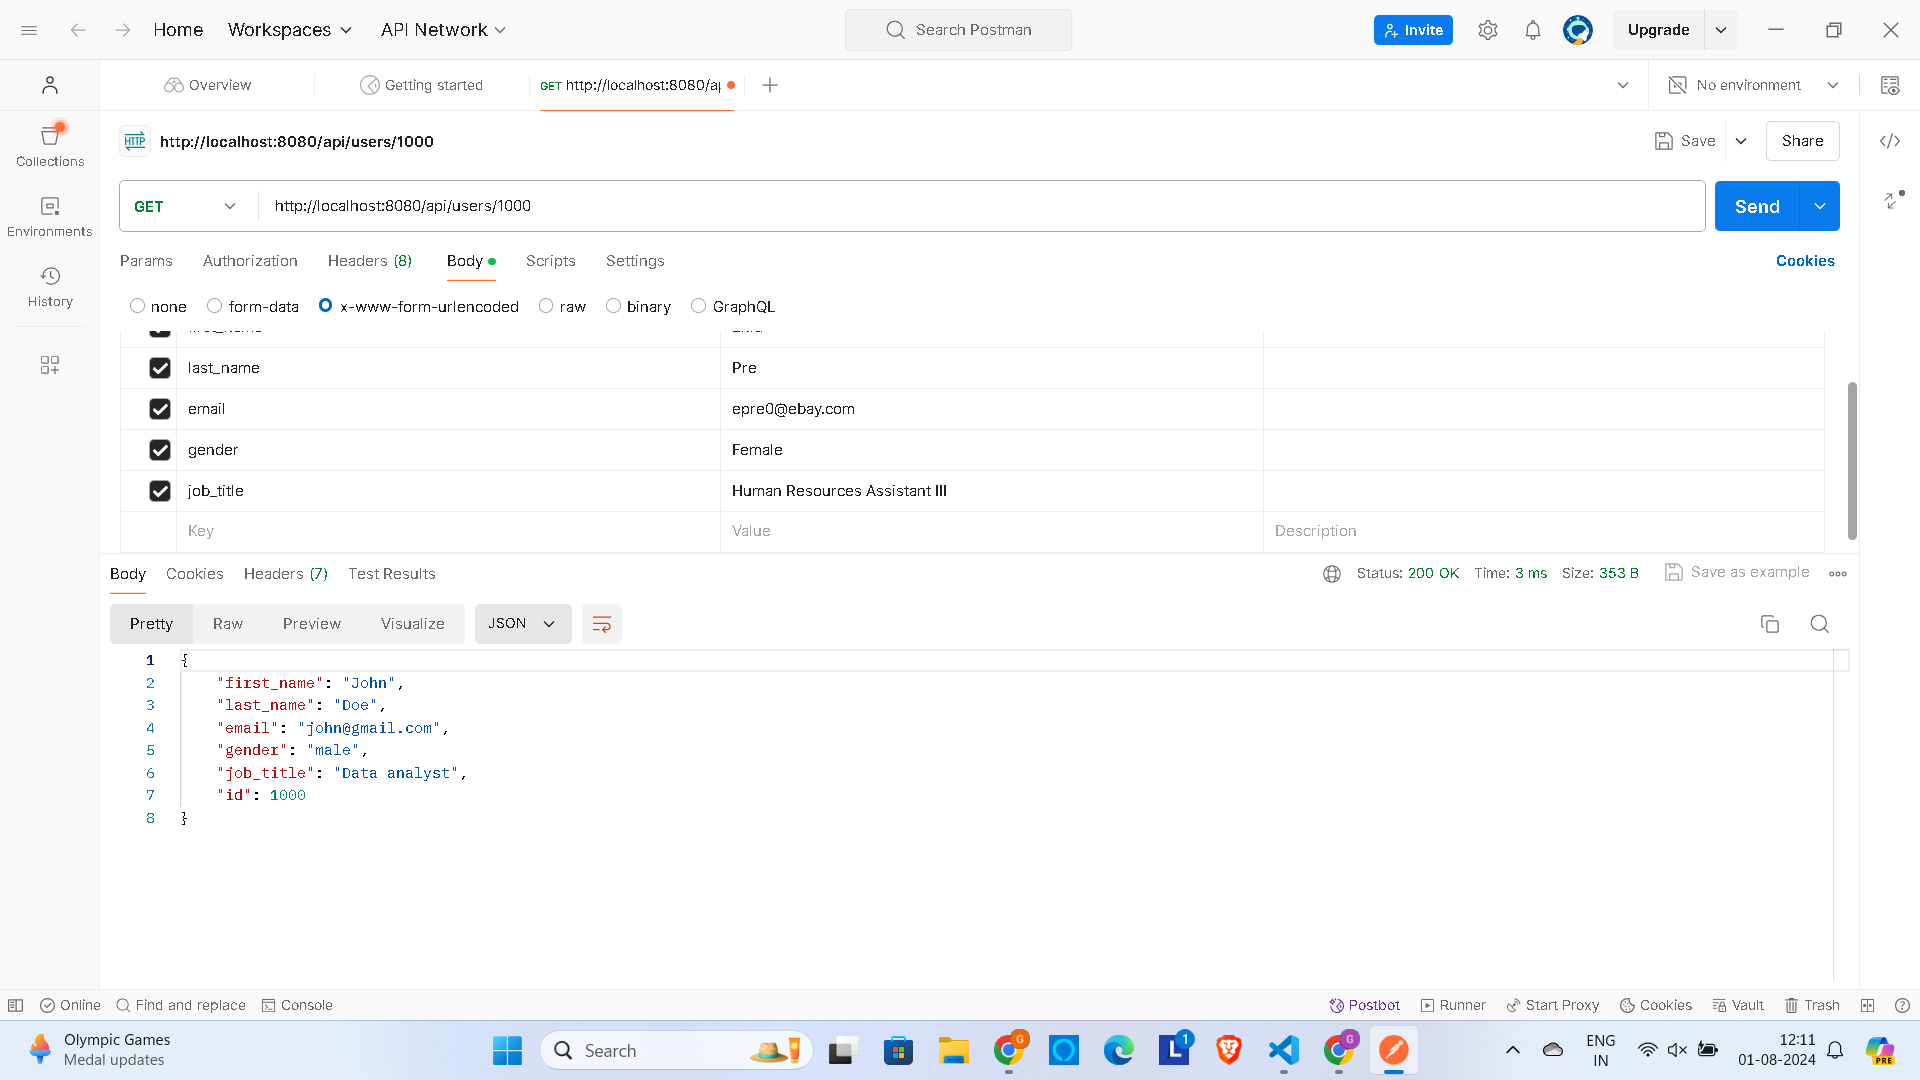 Home Workspaces API Network Search Postman Invite Upgrade
Overview Getting started GET http://localhost:8080/ap No environment
HTTP http://localhost:8080/api/users/1000 Save Share
Collections
GET http://localhost:8080/api/users/1000 Send
Environments
Params Authorization Headers (8) Body Scripts Settings Cookies
History
none form-data x-www-form-urlencoded raw binary GraphQL
last_name Pre
email epre0@ebay.com
gender Female
job_title Human Resources Assistant III
Key Value Description
Body Cookies Headers (7) Test Results Status: 200 OK Time: 3 ms Size: 353 B Save as example
Pretty Raw Preview Visualize JSON
1 {
2 "first_name": "John",
3 "last_name": "Doe",
4 "email": "john@gmail.com",
5 "gender": "male",
6 "job_title": "Data analyst",
7 "id": 1000
8 }
Online Find and replace Console Postbot Runner Start Proxy Cookies Vault Trash
Olympic Games
Medal updates
Search
G
L 1
G
ENG
IN
12:11
01-08-2024
PRE